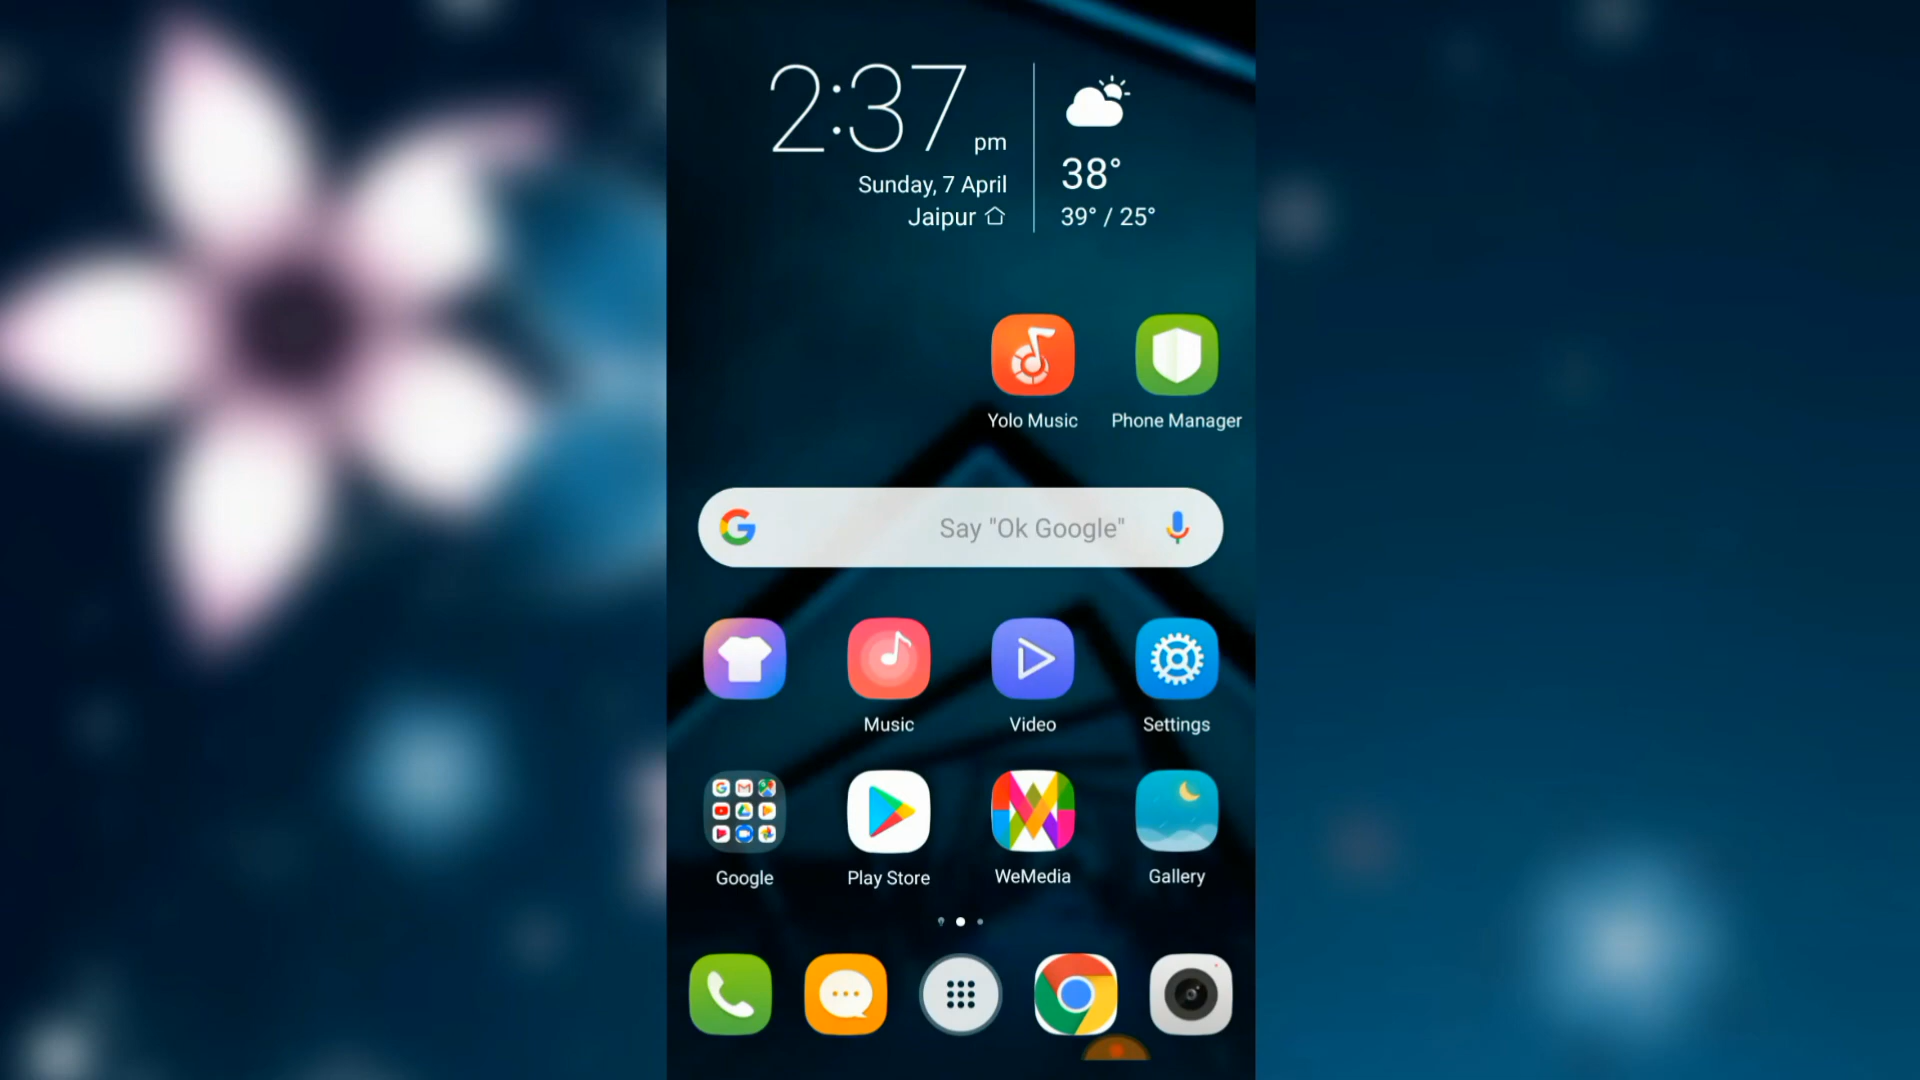 2:37 pm
Sunday, 7 April
Jaipur
38°
39° / 25°
Yolo Music
Phone Manager
Say "Ok Google"
Music
Video
Settings
Google
Play Store
WeMedia
Gallery